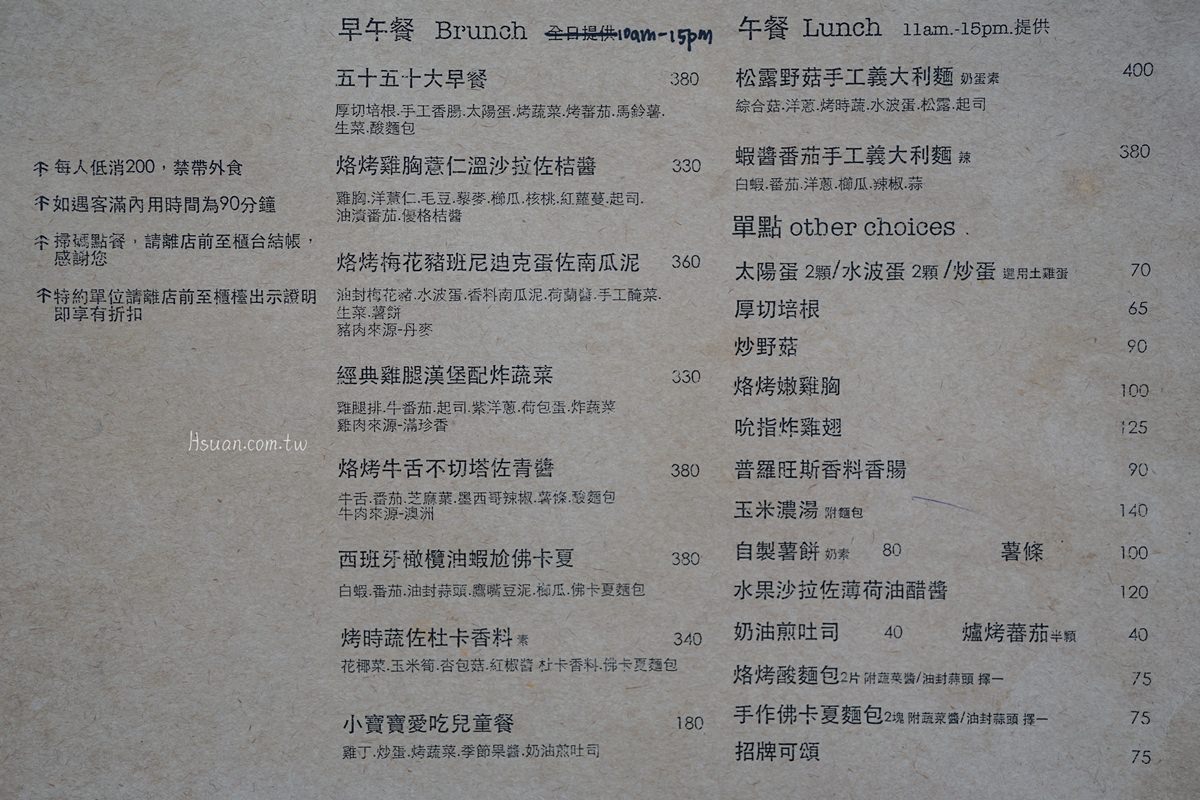 早午餐 Brunch 全日提供10am-15pm
五十五十大早餐 380
厚切培根.手工香腸.太陽蛋.烤蔬菜.烤蕃茄.馬鈴薯.
生菜.酸麵包
烙烤雞胸薏仁溫沙拉佐桔醬 330
雞胸.洋薏仁.毛豆.藜麥.櫛瓜.核桃.紅蘿蔓.起司.
油漬番茄.優格桔醬
烙烤梅花豬班尼迪克蛋佐南瓜泥 360
油封梅花豬.水波蛋.香料南瓜泥.荷蘭醬.手工醃菜.
生菜.薯餅
豬肉來源-丹麥
經典雞腿漢堡配炸蔬菜 330
雞腿排.牛番茄.起司.紫洋蔥.荷包蛋.炸蔬菜
雞肉來源-滿珍香
烙烤牛舌不切塔佐青醬 380
牛舌.番茄.芝麻葉.墨西哥辣椒.薯條.酸麵包
牛肉來源-澳洲
西班牙橄欖油蝦尬佛卡夏 380
白蝦.番茄.油封蒜頭.鷹嘴豆泥.櫛瓜.佛卡夏麵包
烤時蔬佐杜卡香料 素 340
花椰菜.玉米筍.杏包菇.紅椒醬 杜卡香料.佛卡夏麵包
小寶寶愛吃兒童餐 180
雞丁.炒蛋.烤蔬菜.季節果醬.奶油煎吐司
午餐 Lunch 11am.-15pm.提供
松露野菇手工義大利麵 奶蛋素 400
綜合菇.洋蔥.烤時蔬.水波蛋.松露.起司
蝦醬番茄手工義大利麵 辣 380
白蝦.番茄.洋蔥.櫛瓜.辣椒.蒜
單點 other choices .
太陽蛋 2顆/水波蛋 2顆 /炒蛋 選用土雞蛋 70
厚切培根 65
炒野菇 90
烙烤嫩雞胸 100
吮指炸雞翅 125
普羅旺斯香料香腸 90
玉米濃湯 附麵包 140
自製薯餅 奶素 80 薯條 100
水果沙拉佐薄荷油醋醬 120
奶油煎吐司 40 爐烤蕃茄半顆 40
烙烤酸麵包2片 附蔬菜醬/油封蒜頭 擇一 75
手作佛卡夏麵包2塊 附蔬菜醬/油封蒜頭 擇一 75
招牌可頌 75
每人低消200，禁帶外食
如遇客滿內用時間為90分鐘
掃碼點餐，請離店前至櫃台結帳，
感謝您
特約單位請離店前至櫃檯出示證明
即享有折扣
Hsuan.com.tw